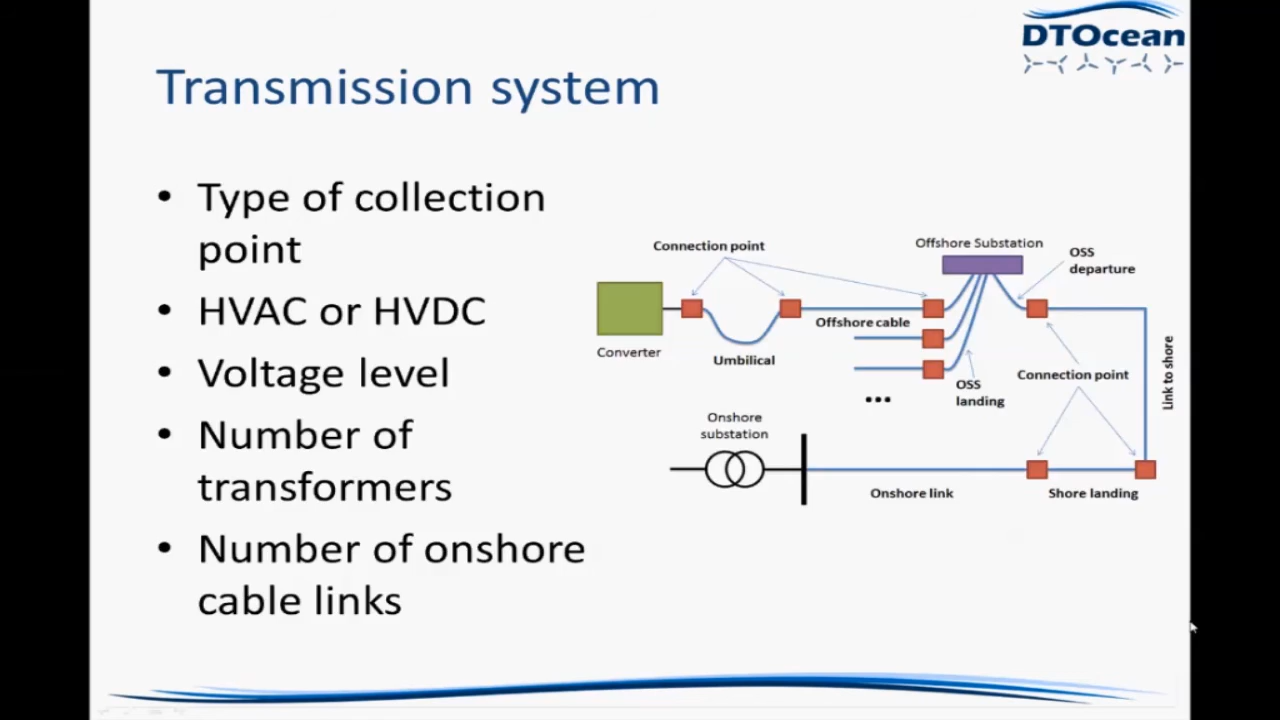 DTOcean
Transmission system
• Type of collection
point
• HVAC or HVDC
• Voltage level
• Number of
transformers
• Number of onshore
cable links
Connection point
Offshore Substation
OSS
departure
Converter
Umbilical
Offshore cable
OSS
landing
Connection point
Link to shore
•••
Onshore
substation
Onshore link
Shore landing